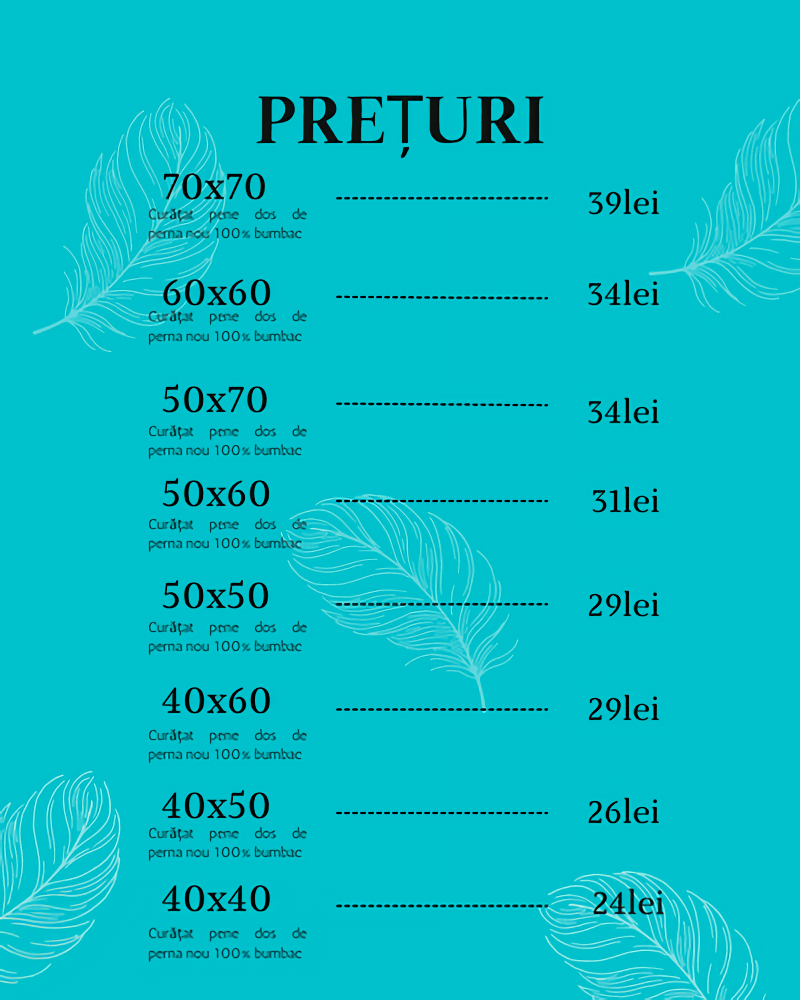 PREȚURI
70x70 39lei
Curățat pene dos de
perna nou 100% bumbac
60x60 34lei
Curățat pene dos de
perna nou 100% bumbac
50x70 34lei
Curățat pene dos de
perna nou 100% bumbac
50x60 31lei
Curățat pene dos de
perna nou 100% bumbac
50x50 29lei
Curățat pene dos de
perna nou 100% bumbac
40x60 29lei
Curățat pene dos de
perna nou 100% bumbac
40x50 26lei
Curățat pene dos de
perna nou 100% bumbac
40x40 24lei
Curățat pene dos de
perna nou 100% bumbac